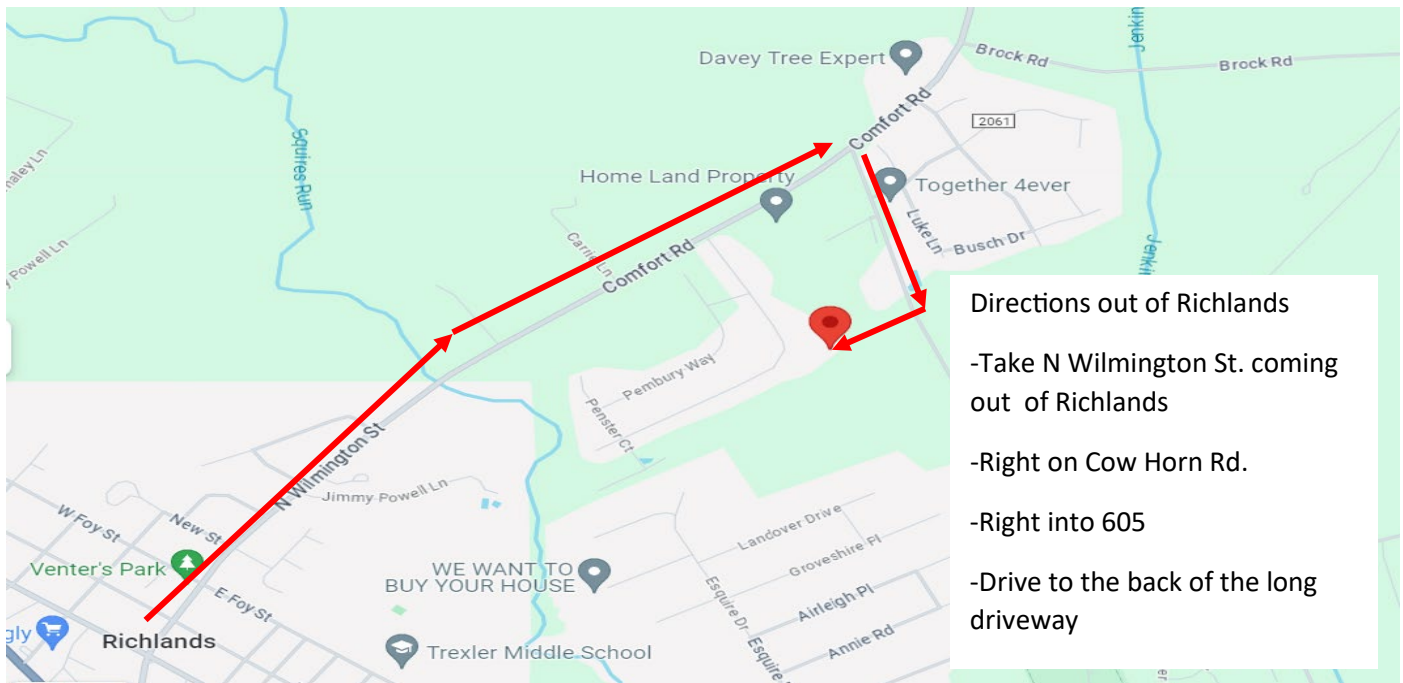 Davey Tree Expert
Brock Rd
Brock Rd
Jenkin
Comfort Rd
2061
Squires Run
Home Land Property
Together 4ever
Luke Ln
Busch Dr
Carrie Ln
Comfort Rd
Powell Ln
Pembury Way
Penster Ct
N Wilmington St
Jimmy Powell Ln
W Foy St
New St
Venter's Park
E Foy St
WE WANT TO
BUY YOUR HOUSE
Landover Drive
Groveshire Pl
Airleigh Pl
Annie Rd
Esquire Dr
Esquire
Richlands
Trexler Middle School
Directions out of Richlands
-Take N Wilmington St. coming
out of Richlands
-Right on Cow Horn Rd.
-Right into 605
-Drive to the back of the long
driveway